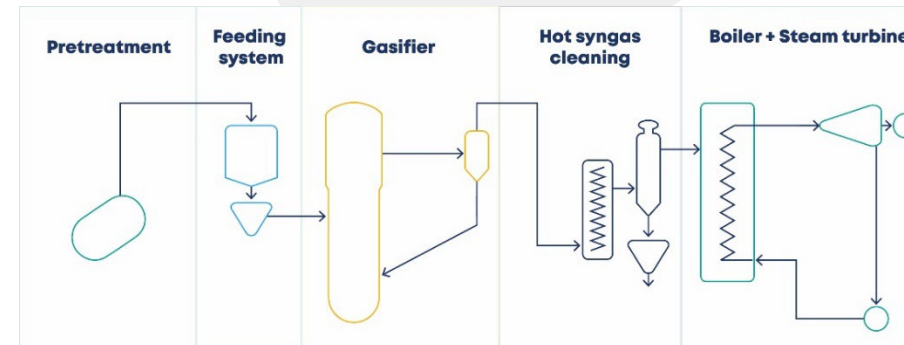 Pretreatment
Feeding
system
Gasifier
Hot syngas
cleaning
Boiler + Steam turbine